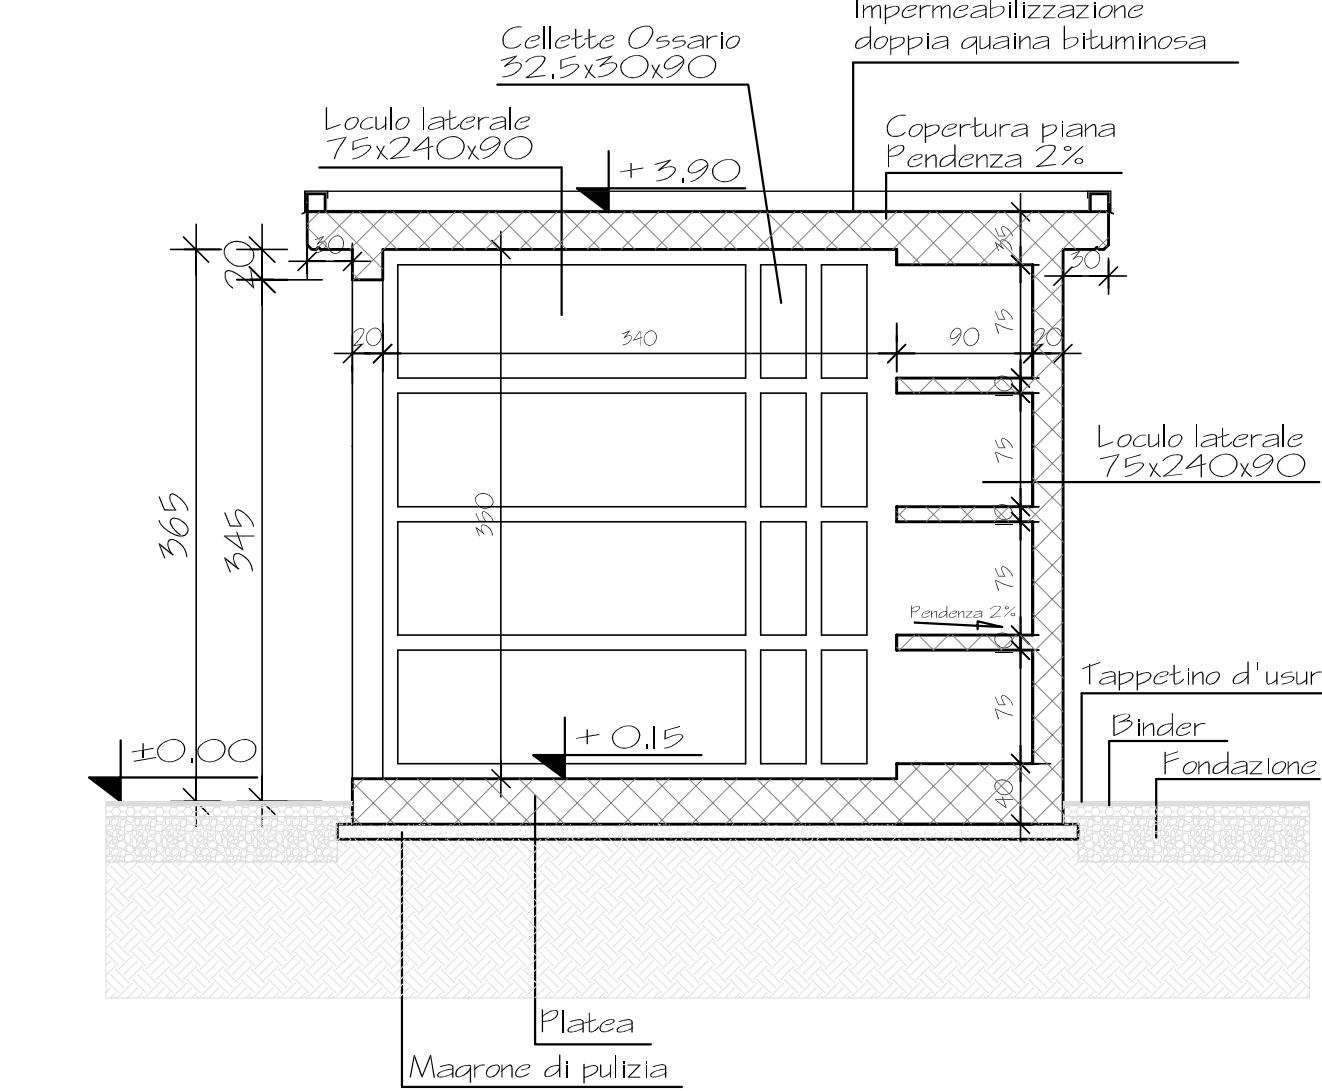 Impermeabilizzazione
doppia guaina bituminosa
Cellette Ossario
32.5x30x90
Loculo laterale
75x240x90
Copertura piana
Pendenza 2%
+ 3.90
20
30
35
30
75
20
340
90
20
10
Loculo laterale
75x240x90
75
365
345
350
10
75
Pendenza 2%
10
75
Tappetino d'usur
Binder
Fondazione
±0.00
+ 0.15
40
Platea
Magrone di pulizia